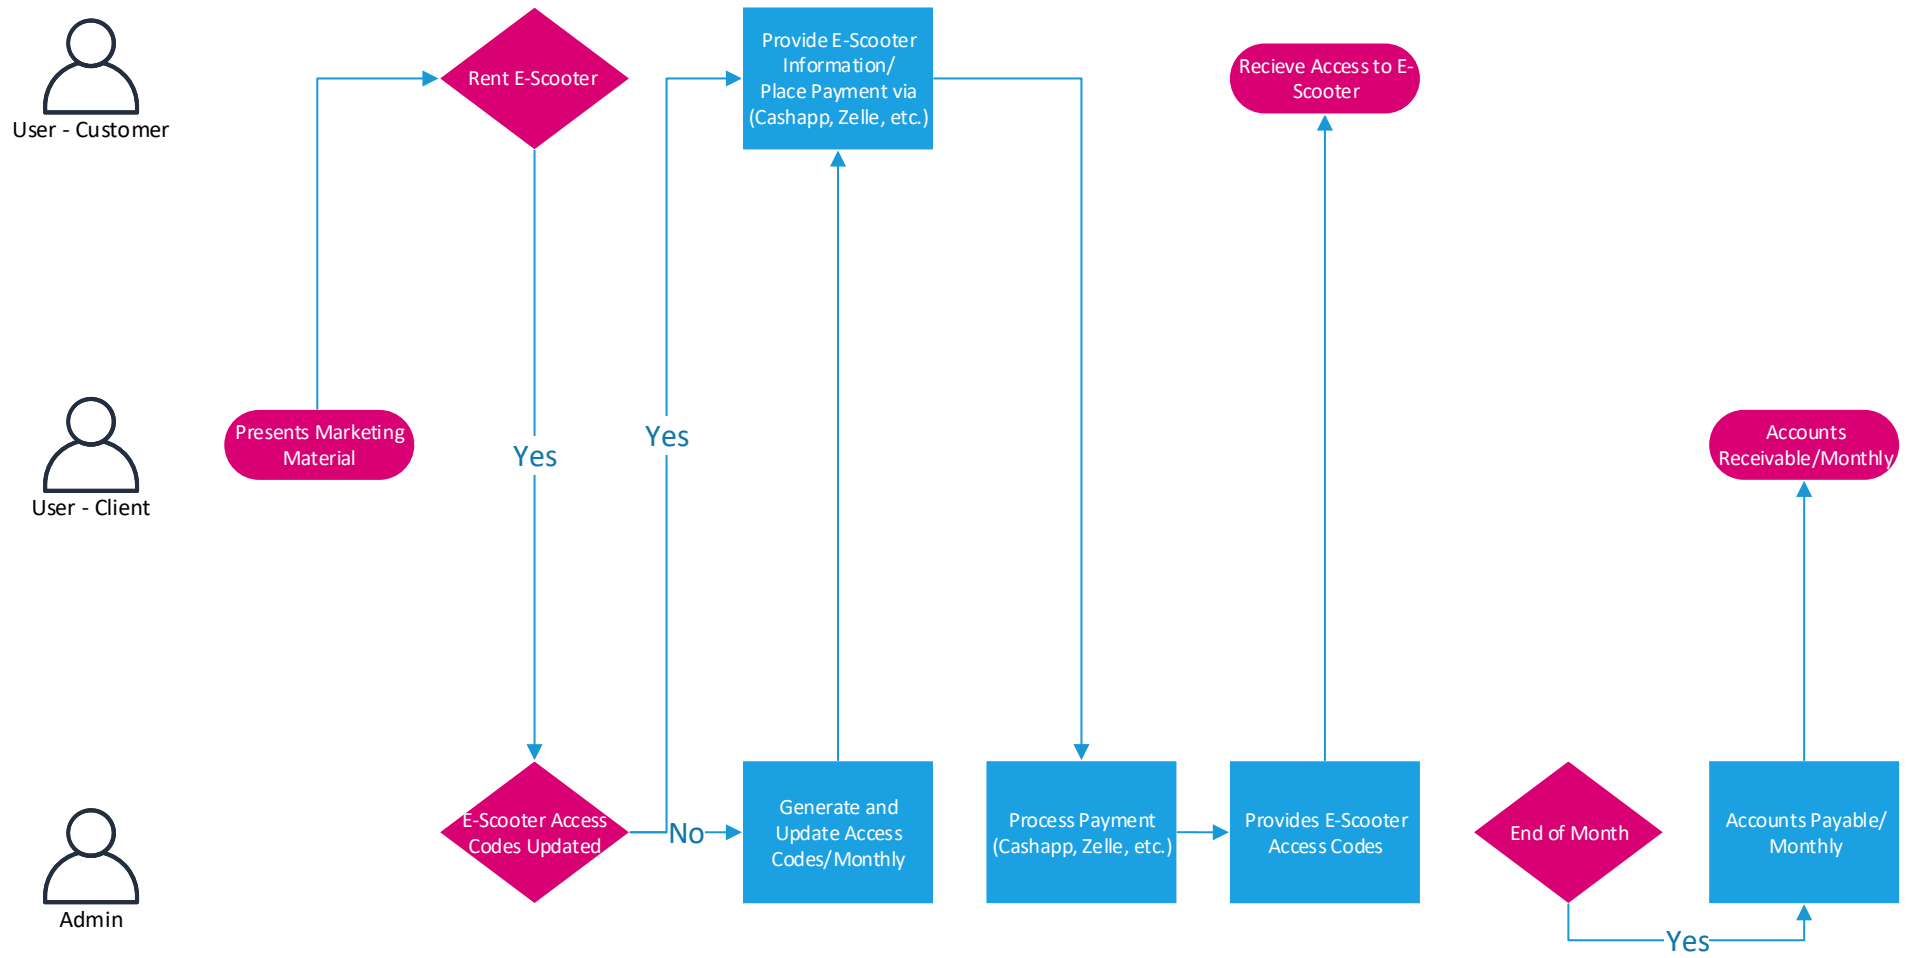 User - Customer
Rent E-Scooter
Provide E-Scooter
Information/
Place Payment via
(Cashapp, Zelle, etc.)
Recieve Access to E-
Scooter
User - Client
Presents Marketing
Material
Yes
Yes
Accounts
Receivable/Monthly
Admin
E-Scooter Access
Codes Updated
No
Generate and
Update Access
Codes/Monthly
Process Payment
(Cashapp, Zelle, etc.)
Provides E-Scooter
Access Codes
End of Month
Yes
Accounts Payable/
Monthly